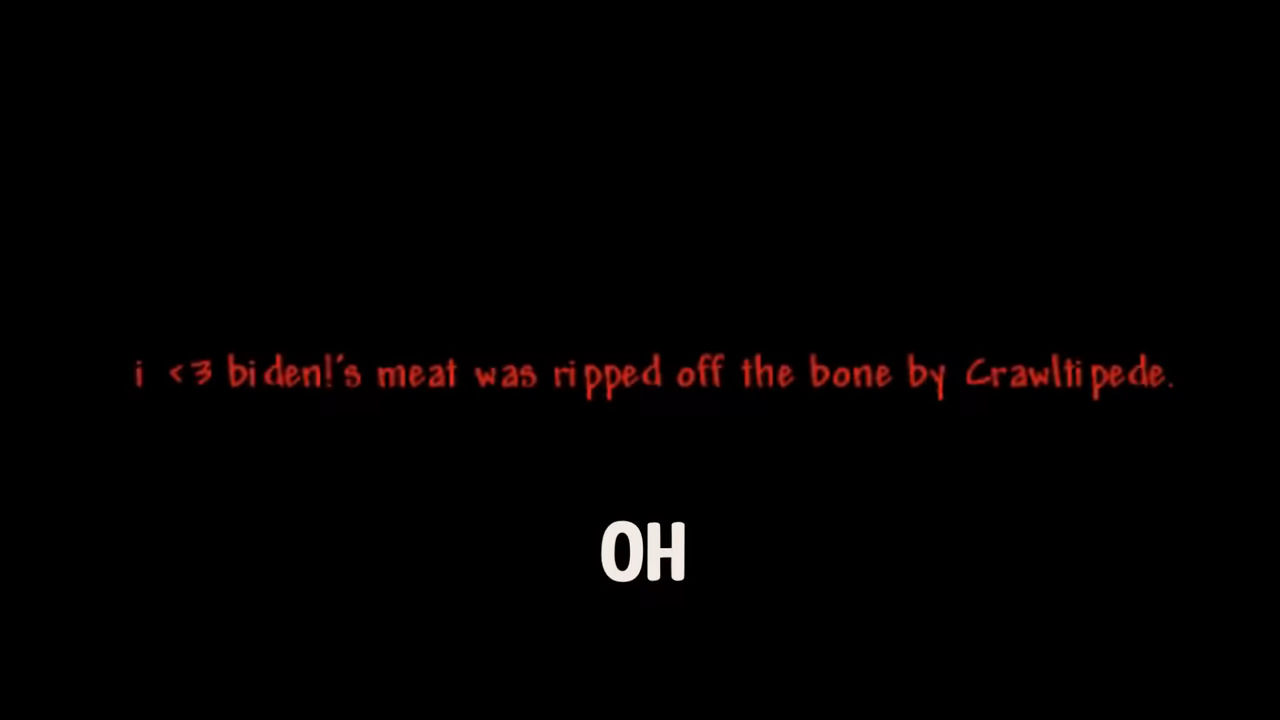 i <3 biden!'s meat was ripped off the bone by Crawltipede.
OH